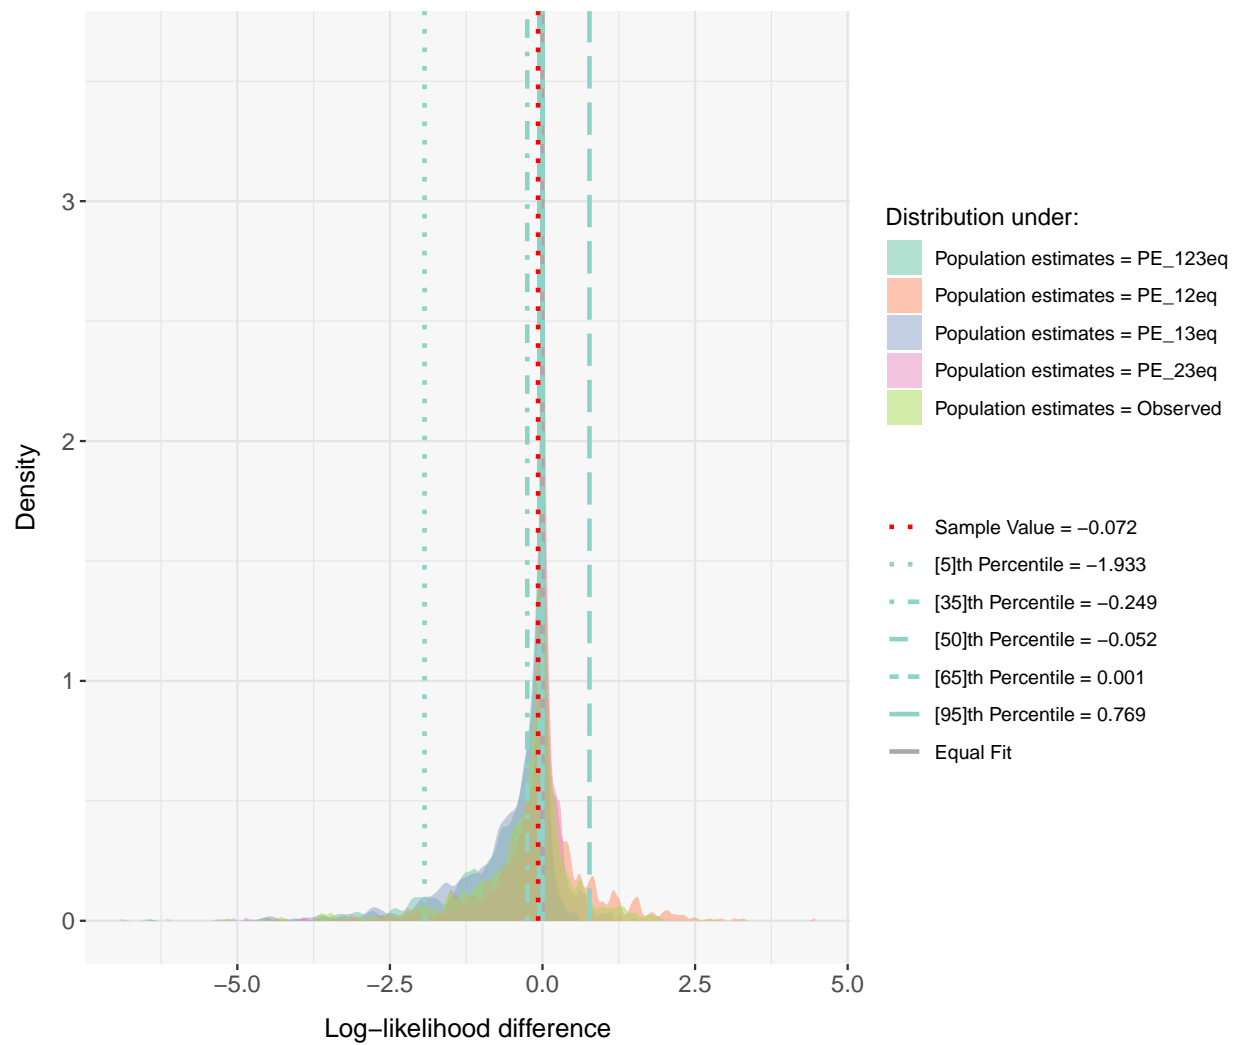 3
2
1
0
Density
−5.0
−2.5
0.0
2.5
5.0
Log−likelihood difference
Distribution under:
Population estimates = PE_123eq
Population estimates = PE_12eq
Population estimates = PE_13eq
Population estimates = PE_23eq
Population estimates = Observed
Sample Value = −0.072
[5]th Percentile = −1.933
[35]th Percentile = −0.249
[50]th Percentile = −0.052
[65]th Percentile = 0.001
[95]th Percentile = 0.769
Equal Fit